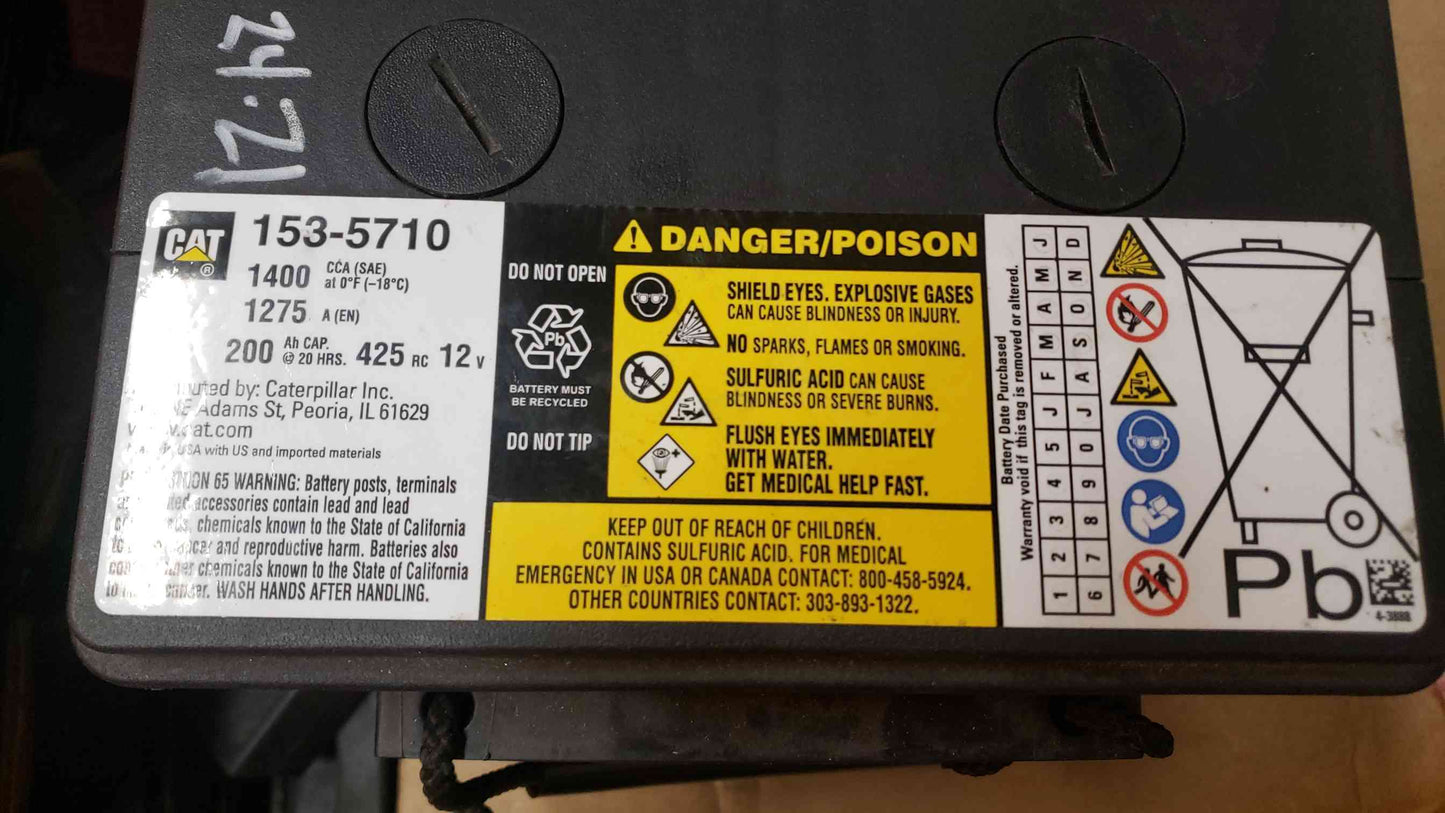 24:21
CAT
®
153-5710
1400 CCA (SAE) at 0°F (–18°C)
1275 A (EN)
200 Ah CAP. @ 20 HRS. 425 RC 12 V
by: Caterpillar Inc.
Adams St, Peoria, IL 61629
USA with US and imported materials
65 WARNING: Battery posts, terminals
accessories contain lead and lead
chemicals known to the State of California
and reproductive harm. Batteries also
chemicals known to the State of California
WASH HANDS AFTER HANDLING.
DO NOT OPEN
Pb
BATTERY MUST
BE RECYCLED
DO NOT TIP
DANGER/POISON
SHIELD EYES. EXPLOSIVE GASES
CAN CAUSE BLINDNESS OR INJURY.
NO SPARKS, FLAMES OR SMOKING.
SULFURIC ACID CAN CAUSE
BLINDNESS OR SEVERE BURNS.
FLUSH EYES IMMEDIATELY
WITH WATER.
GET MEDICAL HELP FAST.
KEEP OUT OF REACH OF CHILDREN.
CONTAINS SULFURIC ACID. FOR MEDICAL
EMERGENCY IN USA OR CANADA CONTACT: 800-458-5924.
OTHER COUNTRIES CONTACT: 303-893-1322.
Battery Date Purchased
Warranty void if this tag is removed or altered.
1 2 3 4 5 J F M A M J
6 7 8 9 0 J A S O N D
Pb
4-3888